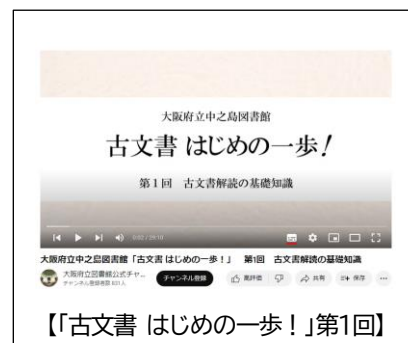 大阪府立中之島図書館
古文書 はじめの一歩!
第1回 古文書解読の基礎知識
大阪府立中之島図書館「古文書 はじめの一歩!」 第1回 古文書解読の基礎知識
大阪府立図書館公式チャ...
チャンネル登録
高評価
共有
保存
【「古文書 はじめの一歩!」第1回】